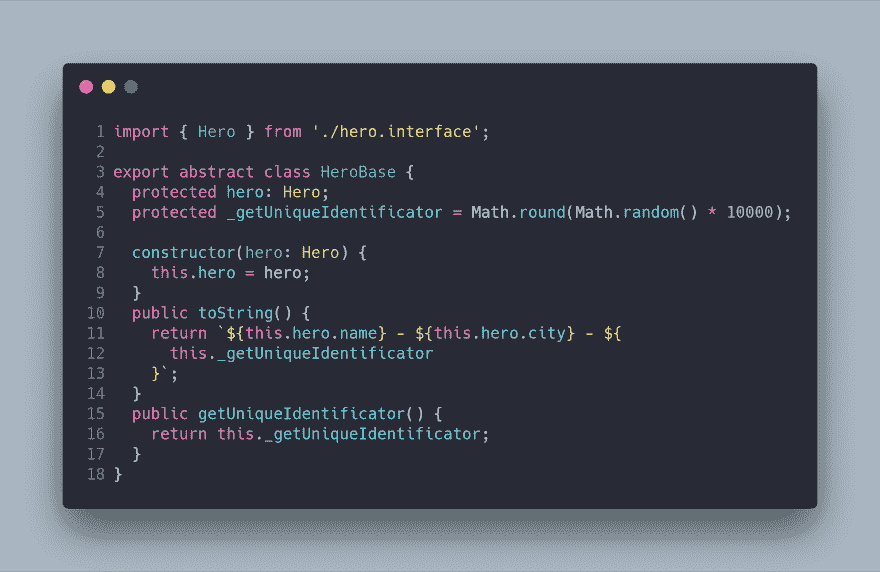 1 import { Hero } from './hero.interface';
2
3 export abstract class HeroBase {
4   protected hero: Hero;
5   protected _getUniqueIdentificator = Math.round(Math.random() * 10000);
6
7   constructor(hero: Hero) {
8     this.hero = hero;
9   }
10   public toString() {
11     return `${this.hero.name} - ${this.hero.city} - ${
12       this._getUniqueIdentificator
13     }`;
14   }
15   public getUniqueIdentificator() {
16     return this._getUniqueIdentificator;
17   }
18 }